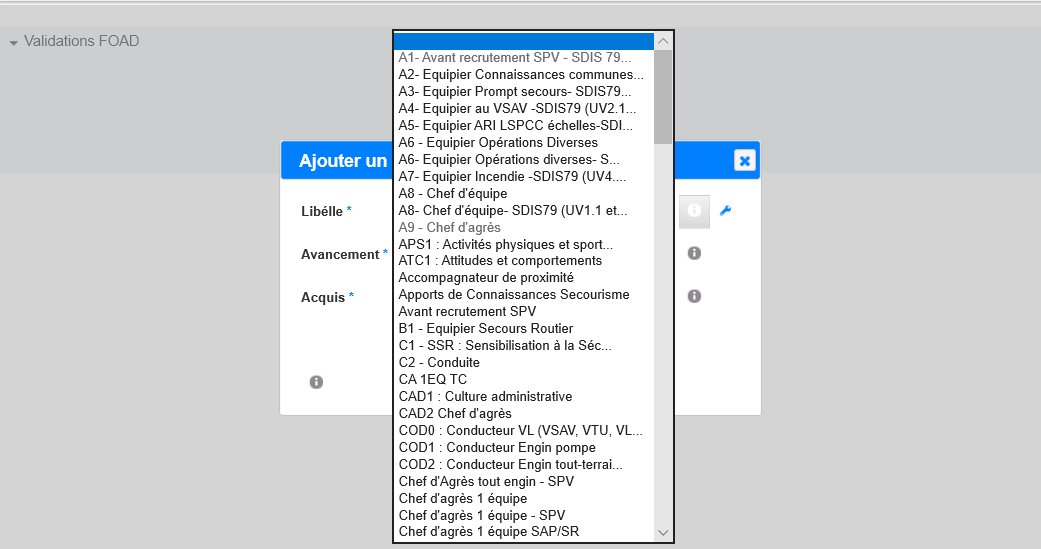 Validations FOAD
A1- Avant recrutement SPV - SDIS 79...
A2- Equipier Connaissances communes...
A3- Equipier Prompt secours- SDIS79...
A4- Equipier au VSAV -SDIS79 (UV2.1...
A5- Equipier ARI LSPCC échelles-SDI...
A6 - Equipier Opérations Diverses
A6- Equipier Opérations diverses- S...
A7- Equipier Incendie -SDIS79 (UV4....
A8 - Chef d'équipe
A8- Chef d'équipe- SDIS79 (UV1.1 et...
A9 - Chef d'agrès
APS1 : Activités physiques et sport...
ATC1 : Attitudes et comportements
Accompagnateur de proximité
Apports de Connaissances Secourisme
Avant recrutement SPV
B1 - Equipier Secours Routier
C1 - SSR : Sensibilisation à la Séc...
C2 - Conduite
CA 1EQ TC
CAD1 : Culture administrative
CAD2 Chef d'agrès
COD0 : Conducteur VL (VSAV, VTU, VL...
COD1 : Conducteur Engin pompe
COD2 : Conducteur Engin tout-terrai...
Chef d'Agrès tout engin - SPV
Chef d'agrès 1 équipe
Chef d'agrès 1 équipe - SPV
Chef d'agrès 1 équipe SAP/SR
Ajouter un
Libéllé *
Avancement *
Acquis *